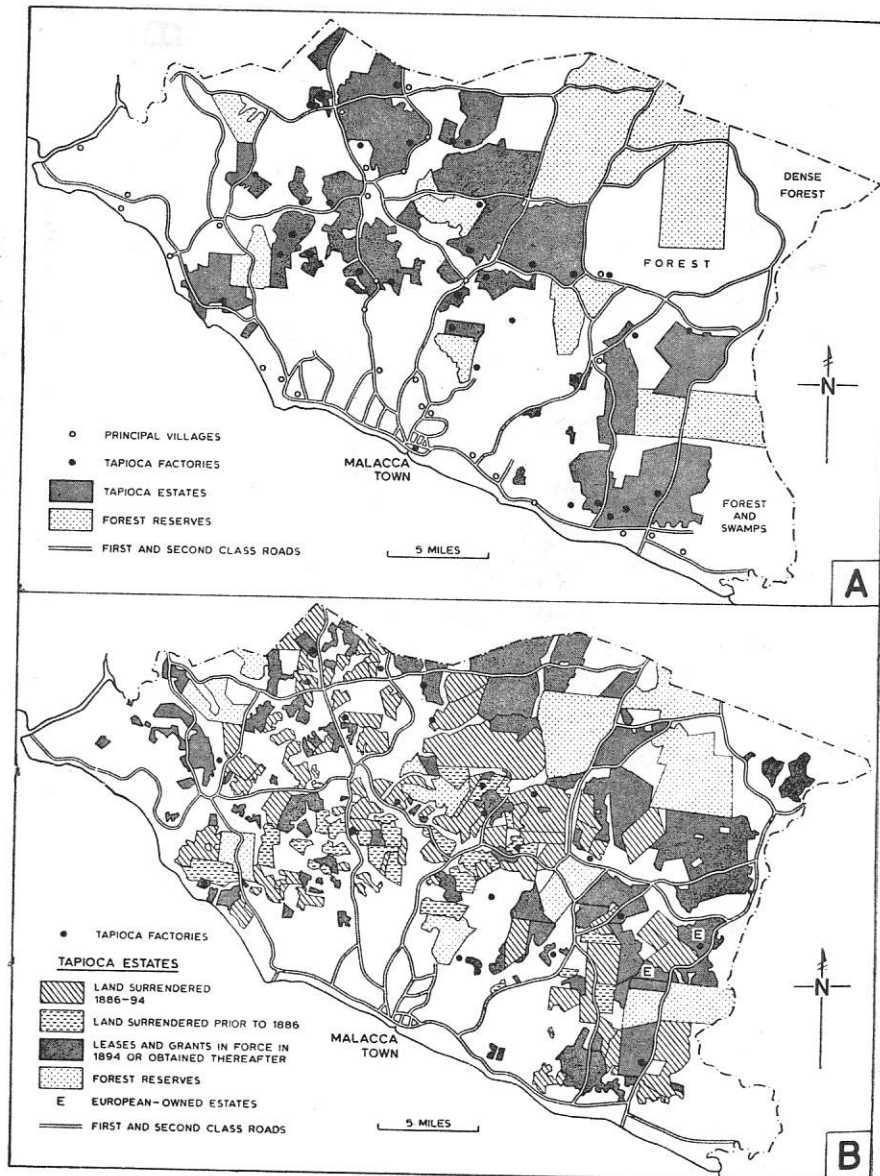 DENSE
FOREST
FOREST
N
PRINCIPAL VILLAGES
TAPIOCA FACTORIES
TAPIOCA ESTATES
FOREST RESERVES
FIRST AND SECOND CLASS ROADS
MALACCA
TOWN
5 MILES
FOREST
AND
SWAMPS
A
TAPIOCA FACTORIES
TAPIOCA ESTATES
LAND SURRENDERED
1886-94
LAND SURRENDERED PRIOR TO 1886
LEASES AND GRANTS IN FORCE IN
1894 OR OBTAINED THEREAFTER
FOREST RESERVES
E EUROPEAN-OWNED ESTATES
FIRST AND SECOND CLASS ROADS
MALACCA
TOWN
5 MILES
E
E
N
B